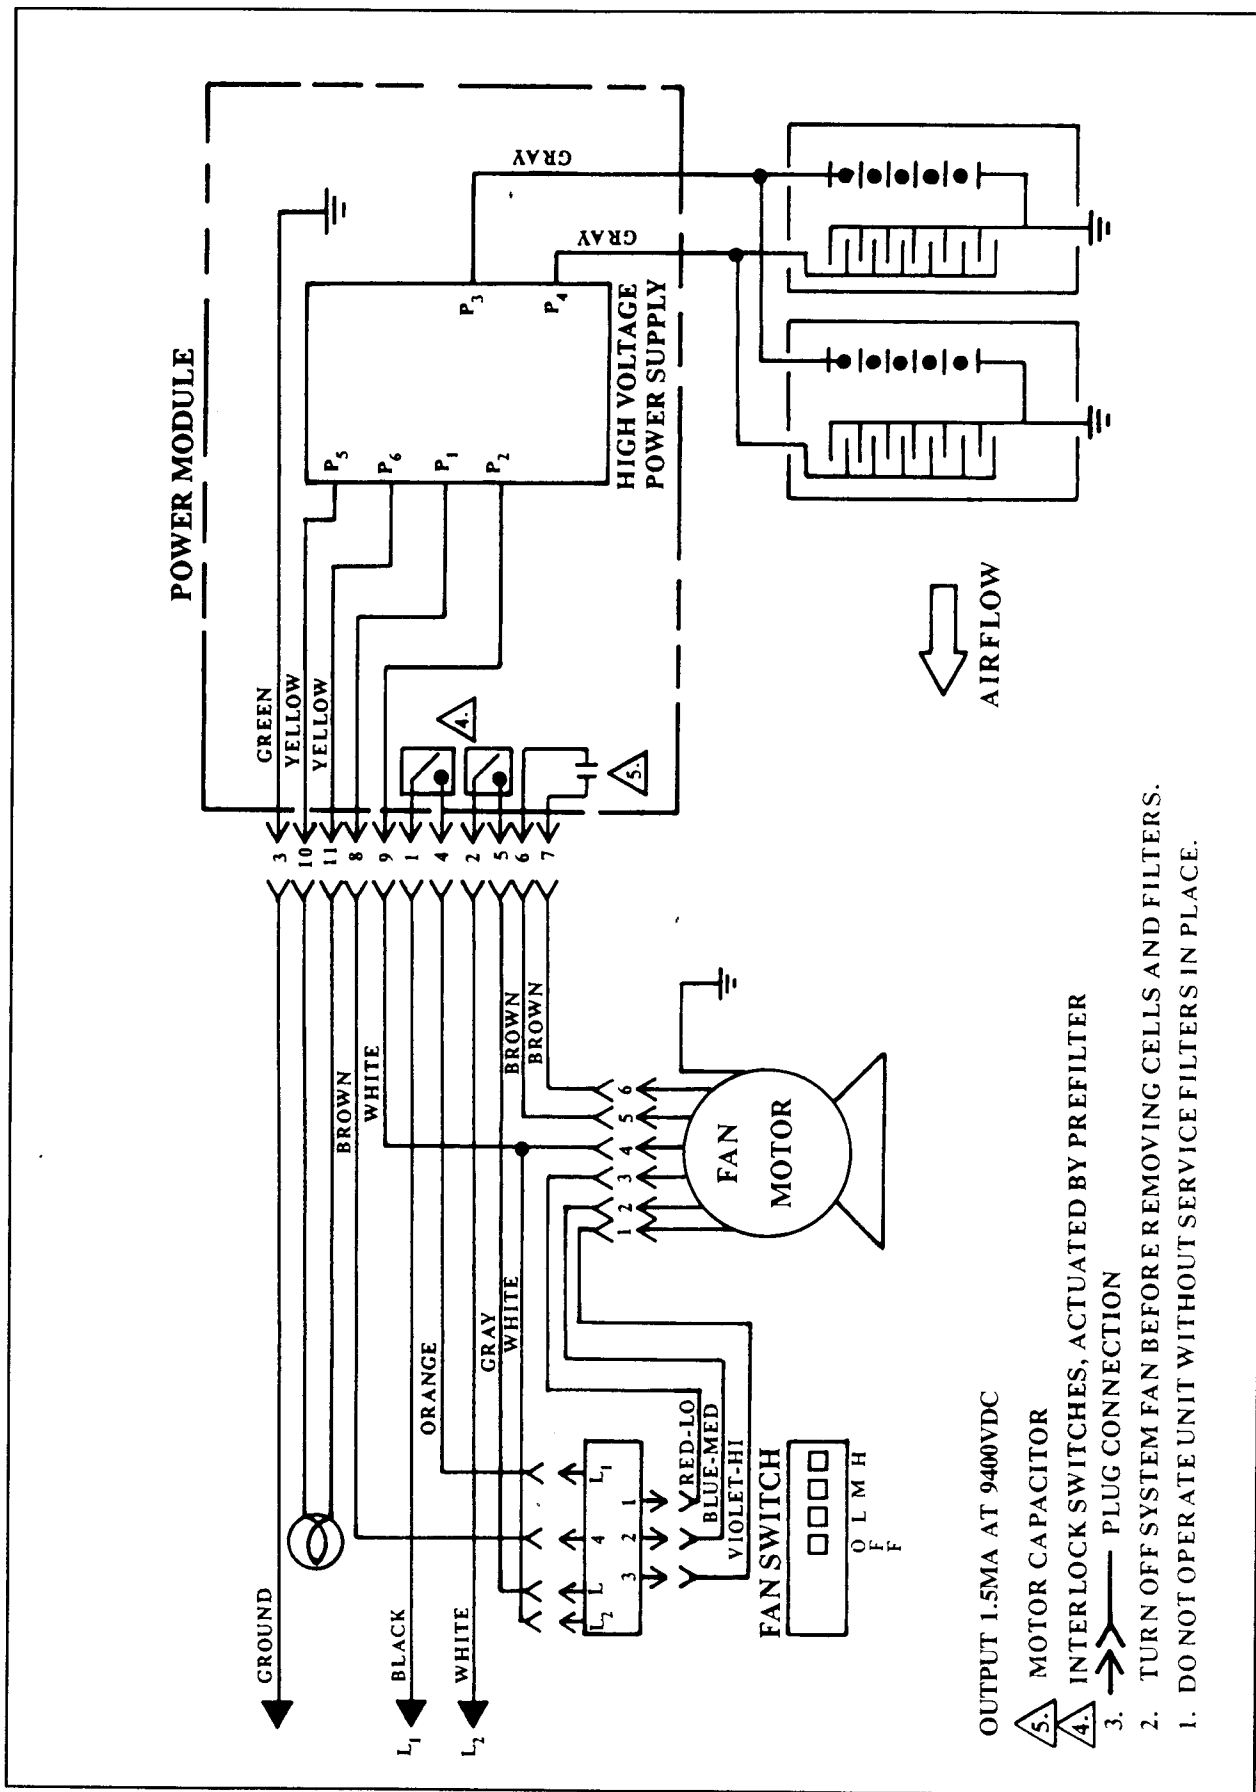 POWER MODULE
GREEN
YELLOW
YELLOW
P5
P6
P1
P2
P3
P4
HIGH VOLTAGE
POWER SUPPLY
GRAY
GRAY
4.
5.
3
10
11
8
9
1
4
2
5
6
7
AIRFLOW
GROUND
BLACK
L1
WHITE
L2
BROWN
WHITE
ORANGE
GRAY
WHITE
BROWN
BROWN
1
2
3
4
5
6
FAN
MOTOR
L2
L
4
L1
3
2
1
RED-LO
BLUE-MED
VIOLET-HI
FAN SWITCH
OFF
L
M
H
OUTPUT 1.5MA AT 9400VDC
5. MOTOR CAPACITOR
4. INTERLOCK SWITCHES, ACTUATED BY PREFILTER
3. PLUG CONNECTION
2. TURN OFF SYSTEM FAN BEFORE REMOVING CELLS AND FILTERS.
1. DO NOT OPERATE UNIT WITHOUT SERVICE FILTERS IN PLACE.